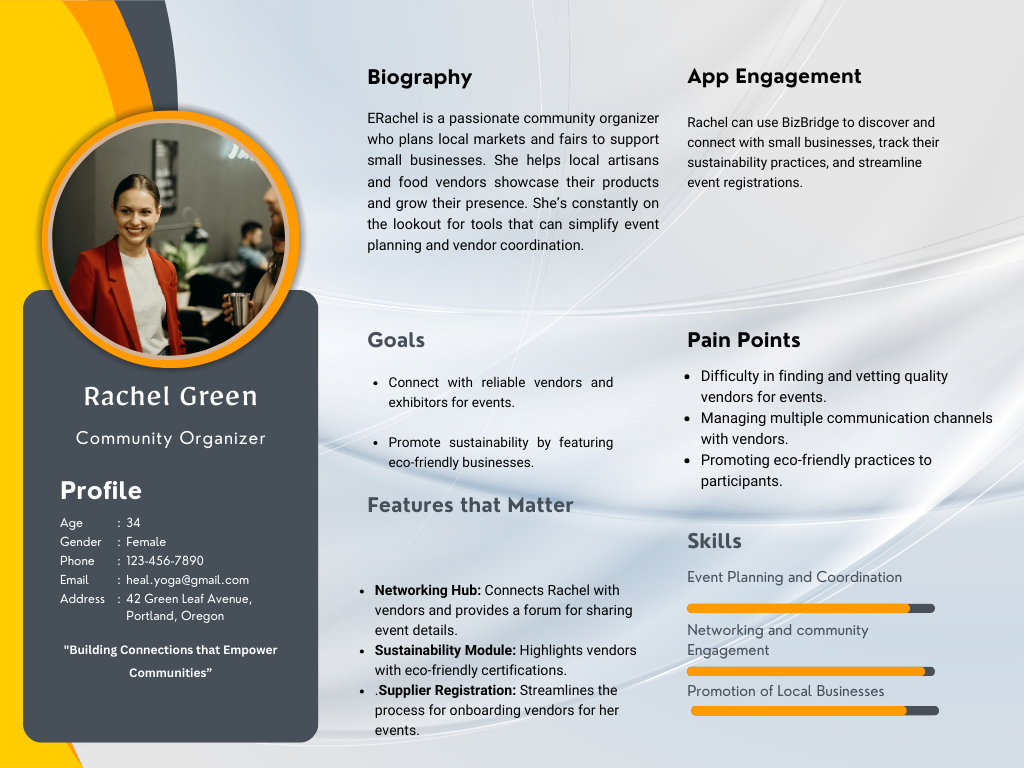 Rachel Green
Community Organizer
Profile
Age : 34
Gender : Female
Phone : 123-456-7890
Email : heal.yoga@gmail.com
Address : 42 Green Leaf Avenue,
Portland, Oregon
"Building Connections that Empower
Communities”
Biography
ERachel is a passionate community organizer
who plans local markets and fairs to support
small businesses. She helps local artisans
and food vendors showcase their products
and grow their presence. She’s constantly on
the lookout for tools that can simplify event
planning and vendor coordination.
Goals
• Connect with reliable vendors and
exhibitors for events.
• Promote sustainability by featuring
eco-friendly businesses.
Features that Matter
• Networking Hub: Connects Rachel with
vendors and provides a forum for sharing
event details.
• Sustainability Module: Highlights vendors
with eco-friendly certifications.
• .Supplier Registration: Streamlines the
process for onboarding vendors for her
events.
App Engagement
Rachel can use BizBridge to discover and
connect with small businesses, track their
sustainability practices, and streamline
event registrations.
Pain Points
• Difficulty in finding and vetting quality
vendors for events.
• Managing multiple communication channels
with vendors.
• Promoting eco-friendly practices to
participants.
Skills
Event Planning and Coordination
Networking and community
Engagement
Promotion of Local Businesses